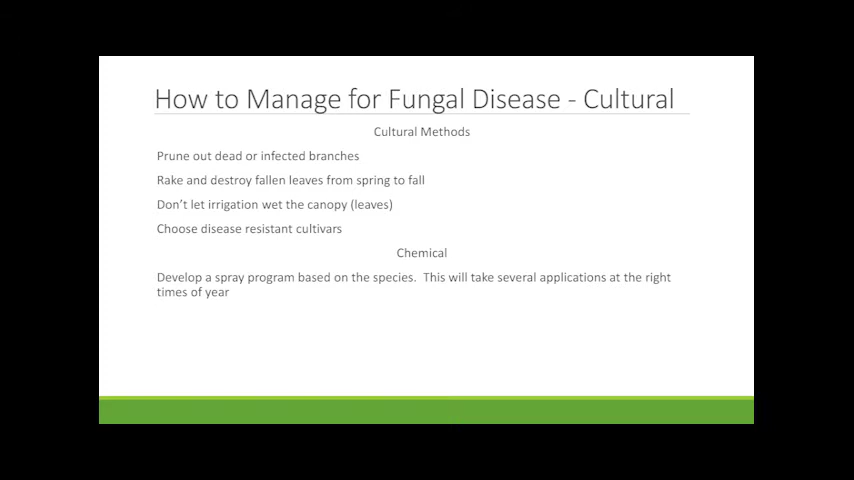 How to Manage for Fungal Disease - Cultural
Cultural Methods
Prune out dead or infected branches
Rake and destroy fallen leaves from spring to fall
Don’t let irrigation wet the canopy (leaves)
Choose disease resistant cultivars
Chemical
Develop a spray program based on the species.  This will take several applications at the right
times of year